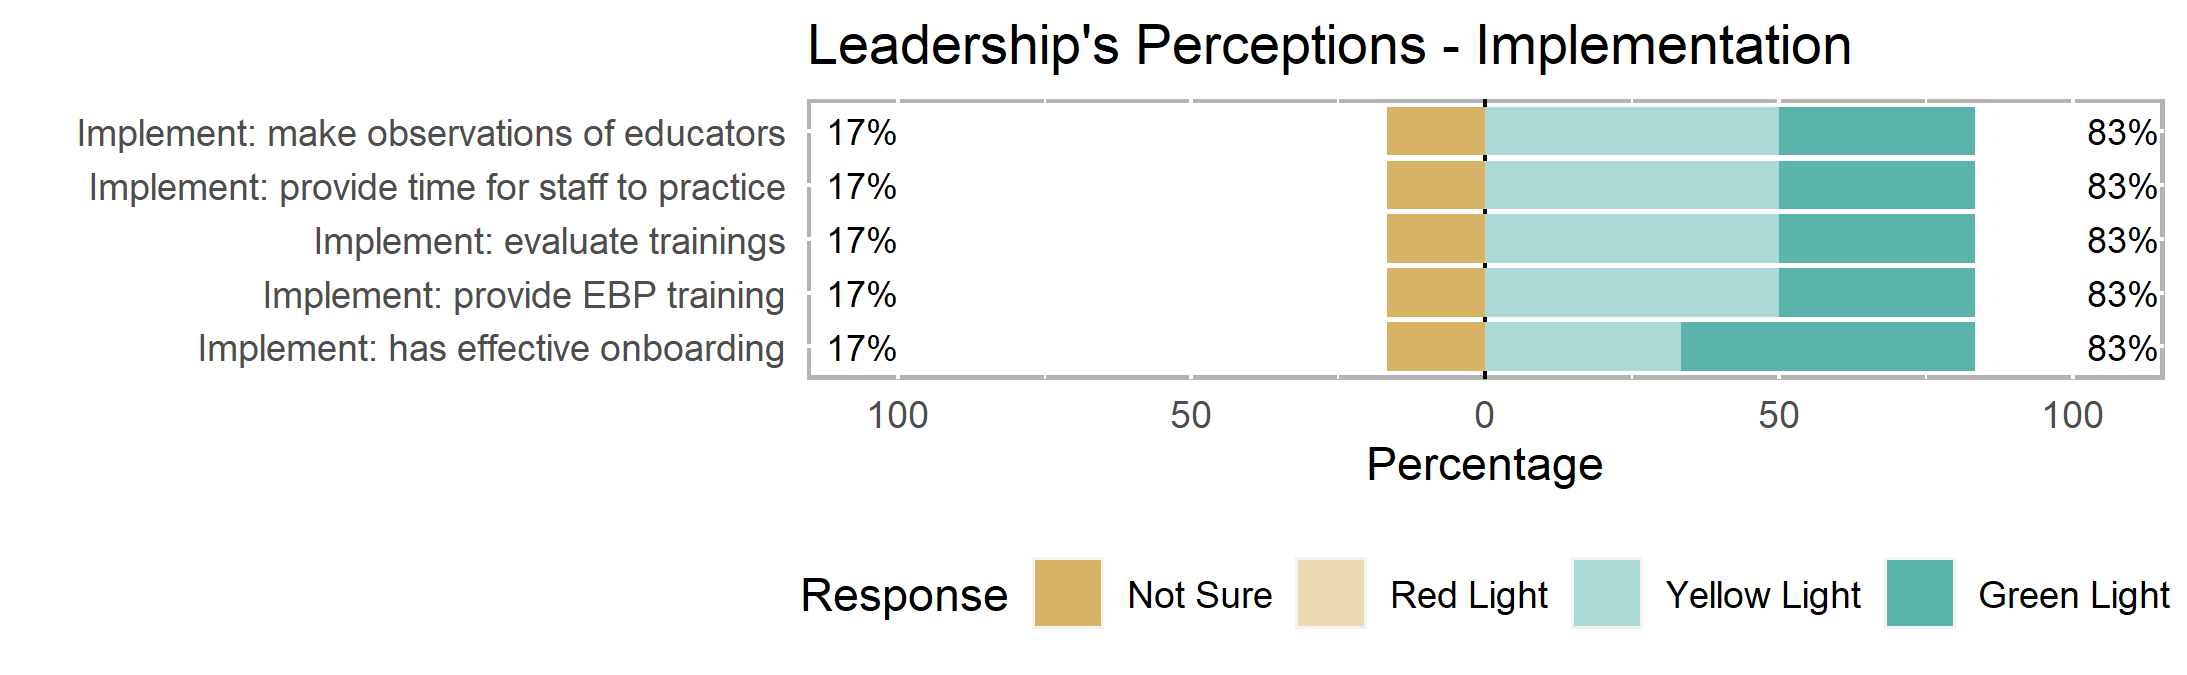 Leadership's Perceptions - Implementation
Implement: make observations of educators 17% 83%
Implement: provide time for staff to practice 17% 83%
Implement: evaluate trainings 17% 83%
Implement: provide EBP training 17% 83%
Implement: has effective onboarding 17% 83%
100 50 0 50 100
Percentage
Response Not Sure Red Light Yellow Light Green Light